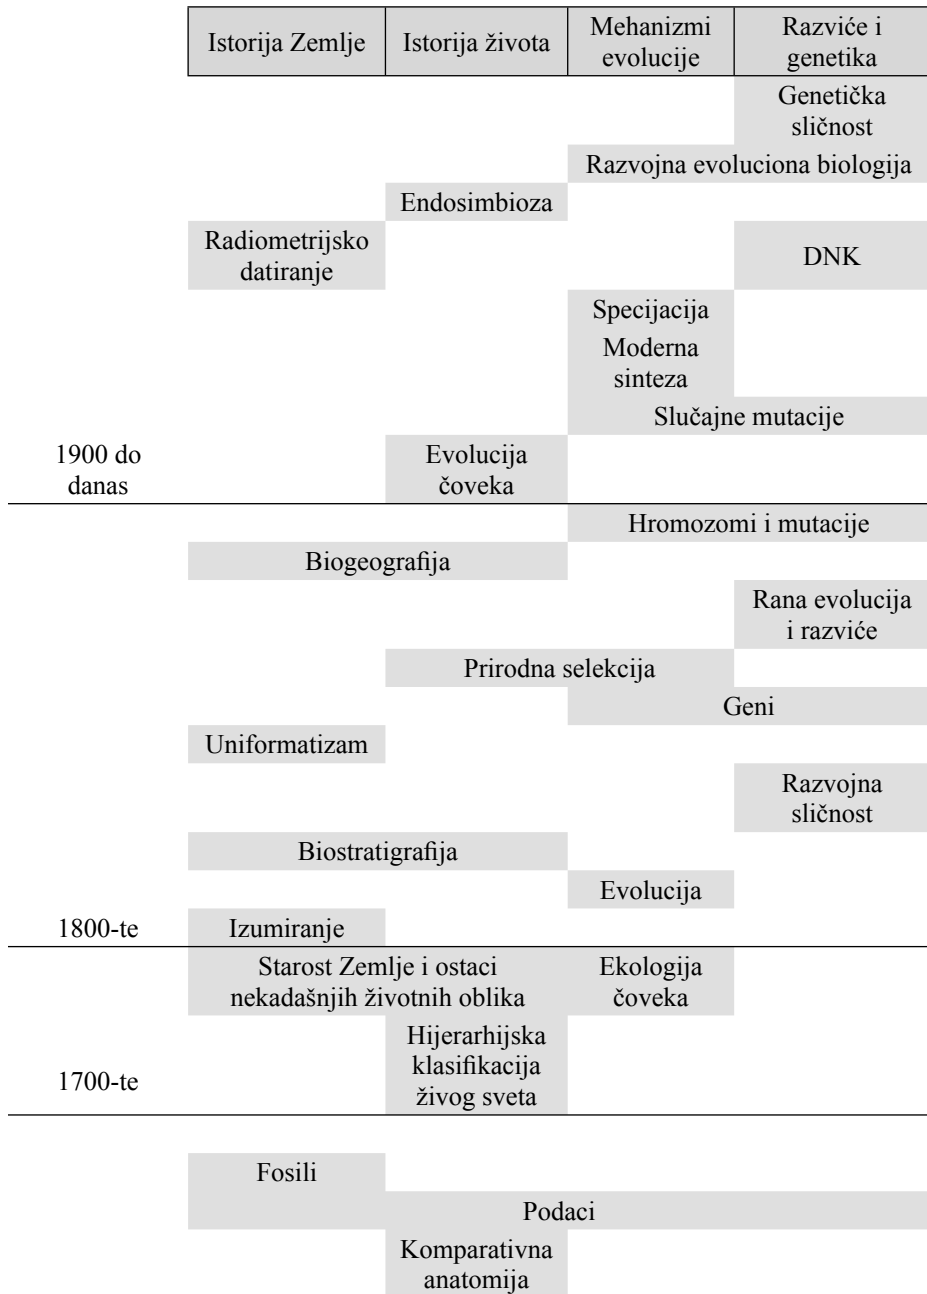 Istorija Zemlje
Istorija života
Mehanizmi
evolucije
Razviće i
genetika
Genetička
sličnost
Razvojna evoluciona biologija
Endosimbioza
Radiometrijsko
datiranje
DNK
Specijacija
Moderna
sinteza
Slučajne mutacije
1900 do
danas
Evolucija
čoveka
Hromozomi i mutacije
Biogeografija
Rana evolucija
i razviće
Prirodna selekcija
Geni
Uniformatizam
Razvojna
sličnost
Biostratigrafija
Evolucija
1800-te
Izumiranje
Starost Zemlje i ostaci
nekadašnjih životnih oblika
Ekologija
čoveka
1700-te
Hijerarhijska
klasifikacija
živog sveta
Fosili
Podaci
Komparativna
anatomija